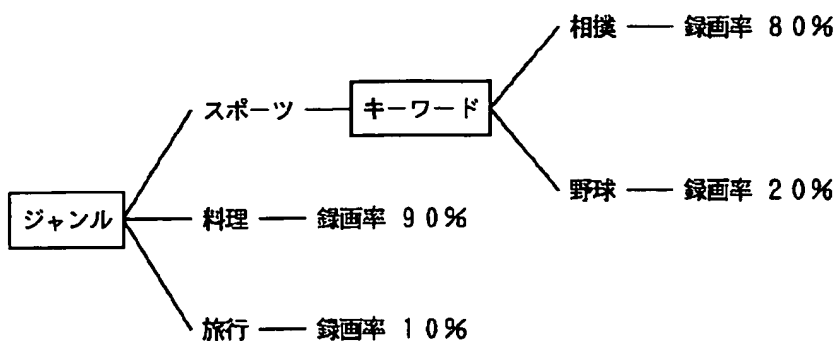 相撲 録画率 80%
スポーツ キーワード
野球 録画率 20%
ジャンル
料理 録画率 90%
旅行 録画率 10%